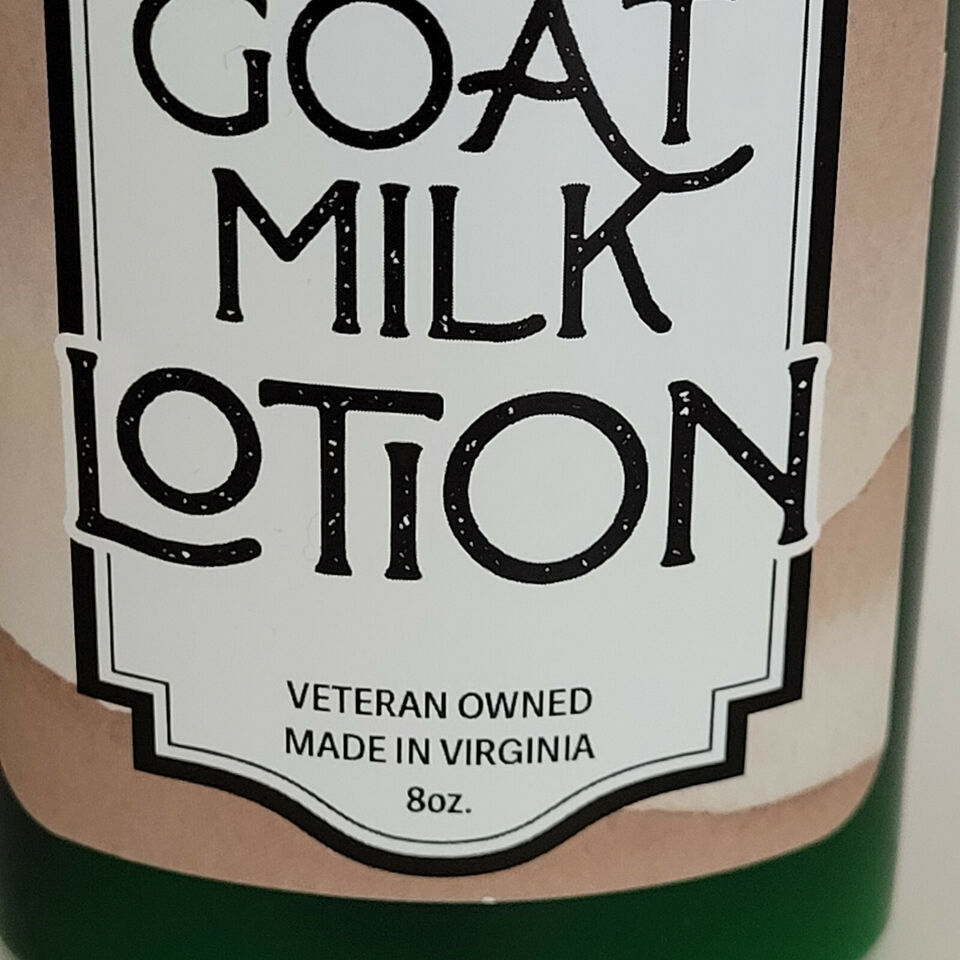 GOAT
MILK
LOTION
VETERAN OWNED
MADE IN VIRGINIA
8oz.